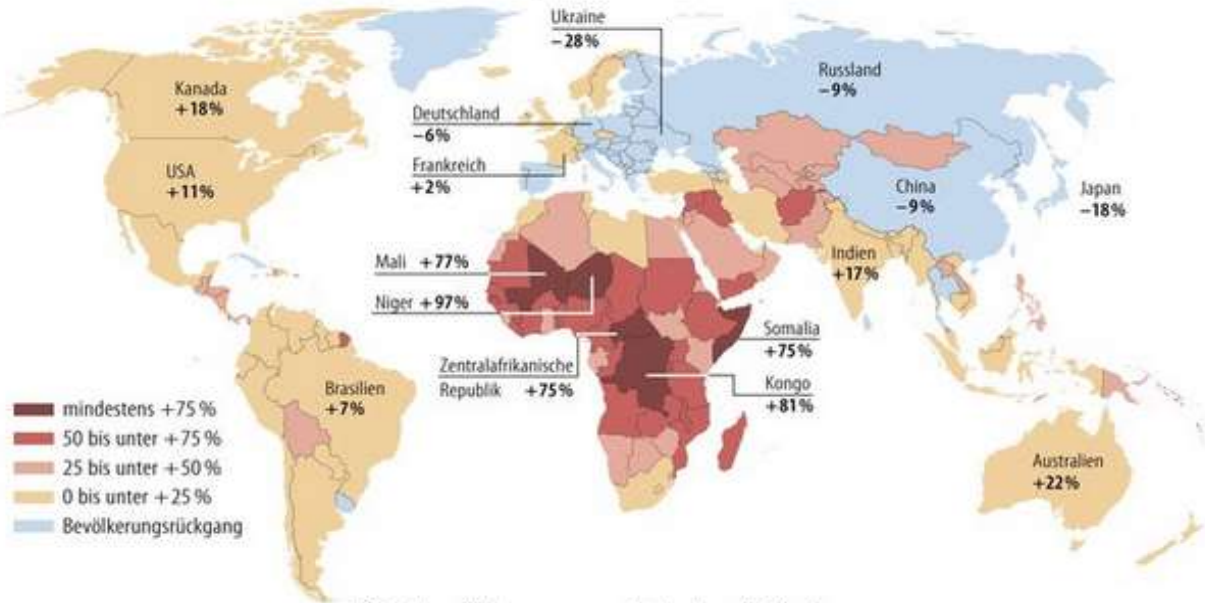 Ukraine
−28%
Kanada
+18%
Russland
−9%
Deutschland
−6%
USA
+11%
Frankreich
+2%
China
−9%
Japan
−18%
Mali +77%
Indien
+17%
Niger +97%
Somalia
+75%
Zentralafrikanische
Republik +75%
Kongo
+81%
Brasilien
+7%
mindestens +75 %
50 bis unter +75 %
25 bis unter +50 %
0 bis unter +25 %
Bevölkerungsrückgang
Australien
+22%